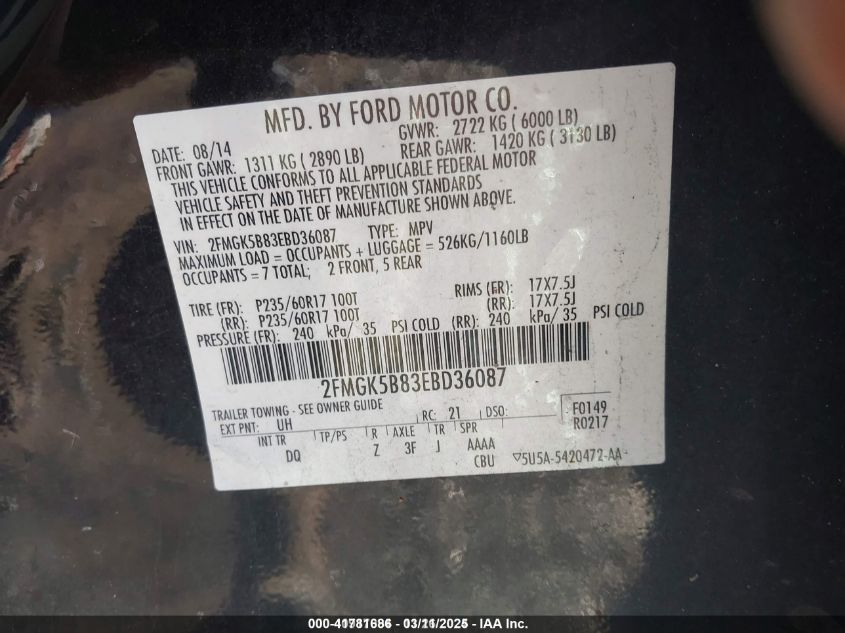 MFD. BY FORD MOTOR CO.
DATE: 08/14 GVWR: 2722 KG ( 6000 LB)
FRONT GAWR: 1311 KG ( 2890 LB) REAR GAWR: 1420 KG ( 3130 LB)
THIS VEHICLE CONFORMS TO ALL APPLICABLE FEDERAL MOTOR
VEHICLE SAFETY AND THEFT PREVENTION STANDARDS
IN EFFECT ON THE DATE OF MANUFACTURE SHOWN ABOVE.
VIN: 2FMGK5B83EBD36087 TYPE: MPV
MAXIMUM LOAD = OCCUPANTS + LUGGAGE = 526KG/1160LB
OCCUPANTS = 7 TOTAL; 2 FRONT, 5 REAR
TIRE (FR): P235/60R17 100T RIMS (FR): 17X7.5J
(RR): P235/60R17 100T (RR): 17X7.5J
PRESSURE (FR): 240 kPa/ 35 PSI COLD (RR): 240 kPa/ 35 PSI COLD
2FMGK5B83EBD36087
TRAILER TOWING - SEE OWNER GUIDE
EXT PNT: UH RC: 21 DSO: F0149
R0217
INT TR TP/PS R AXLE TR SPR
DQ Z 3F J AAAA
CBU ▽5U5A-5420472-AA
000-41781686 - 03/21/2025 - IAA Inc.